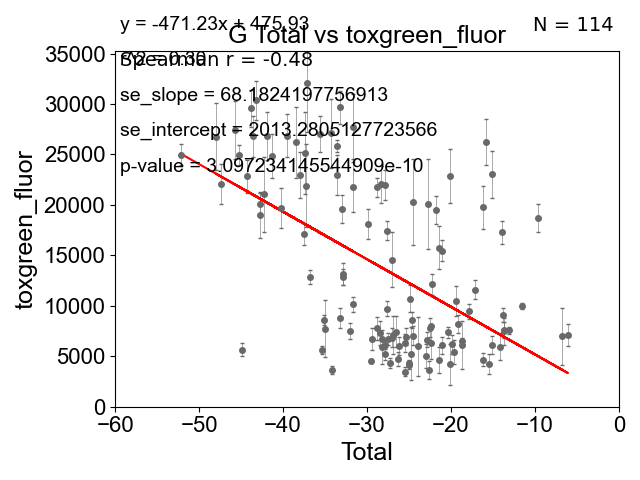 y = -471.23x + 475.93
G Total vs toxgreen_fluor
N = 114
Spearman r = -0.48
se_slope = 68.1824197756913
se_intercept = 2013.2805127723566
p-value = 3.097234145544909e-10
toxgreen_fluor
35000
30000
25000
20000
15000
10000
5000
0
−60
−50
−40
−30
−20
−10
0
Total